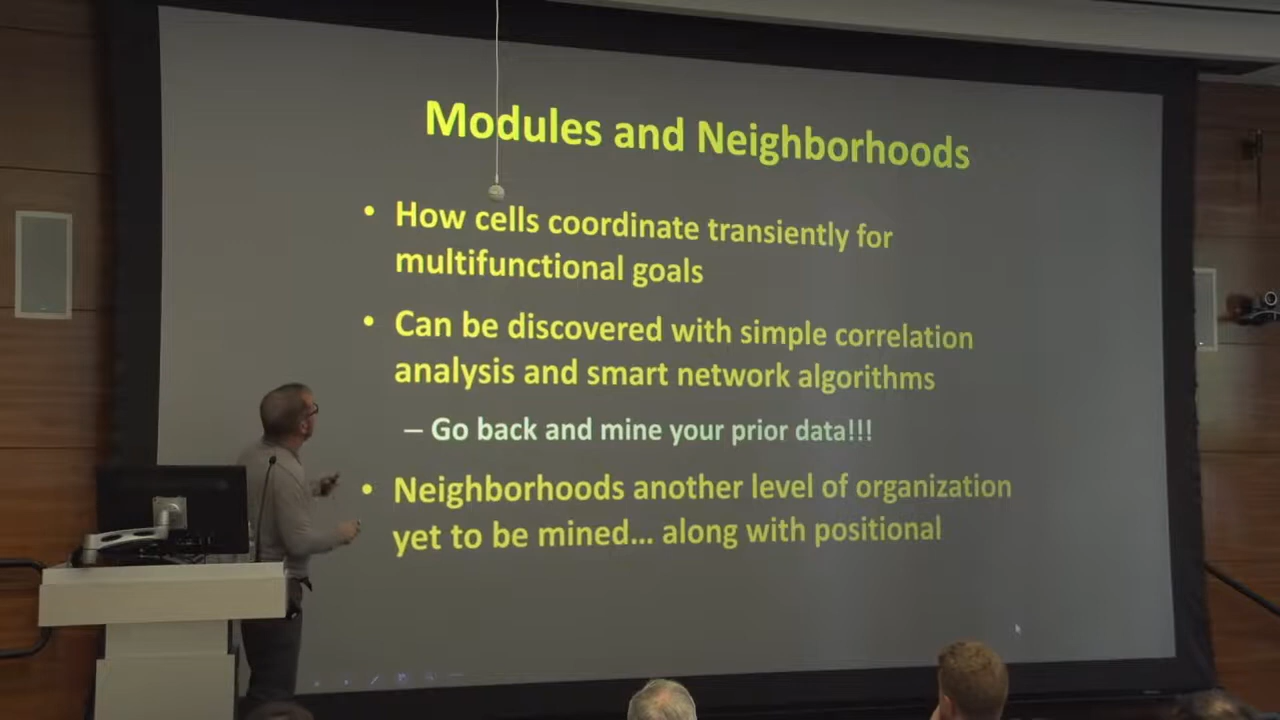 Modules and Neighborhoods
• How cells coordinate transiently for
multifunctional goals
• Can be discovered with simple correlation
analysis and smart network algorithms
– Go back and mine your prior data!!!
• Neighborhoods another level of organization
yet to be mined... along with positional